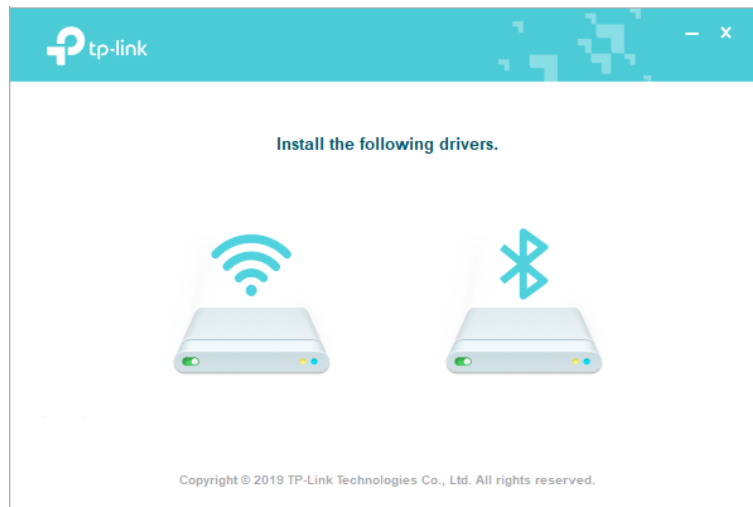 tp-link
Install the following drivers.
Copyright © 2019 TP-Link Technologies Co., Ltd. All rights reserved.